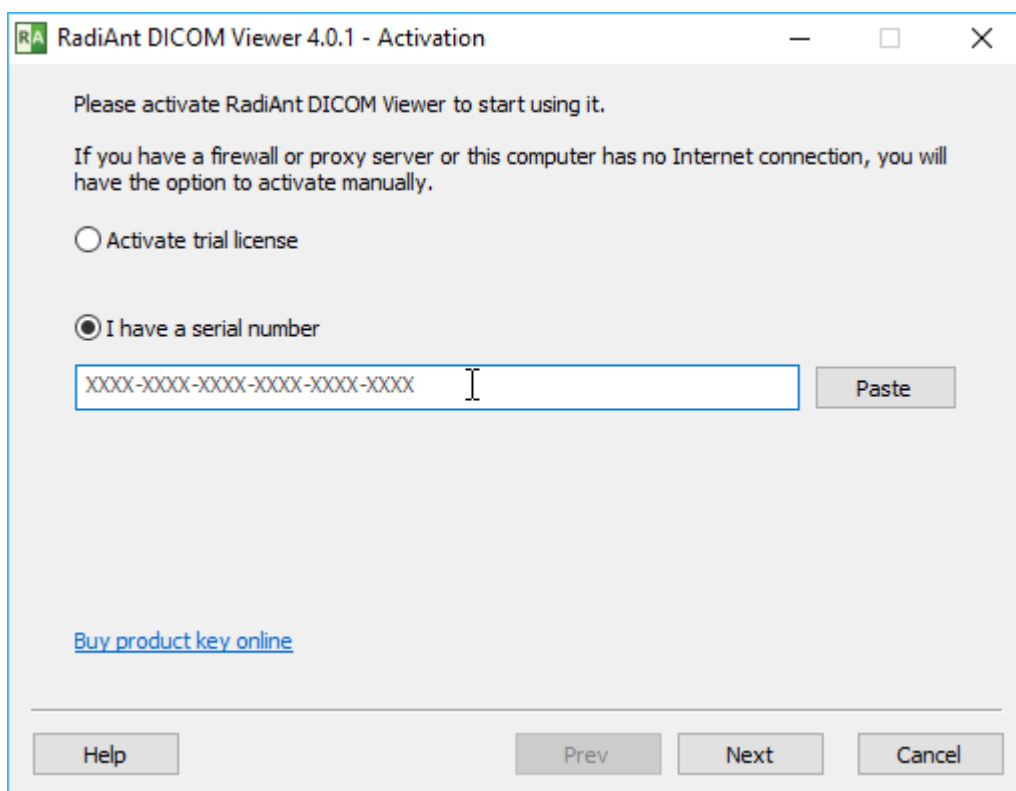 RA RadiAnt DICOM Viewer 4.0.1 - Activation
Please activate RadiAnt DICOM Viewer to start using it.
If you have a firewall or proxy server or this computer has no Internet connection, you will
have the option to activate manually.
Activate trial license
I have a serial number
XXXX-XXXX-XXXX-XXXX-XXXX-XXXX
Paste
Buy product key online
Help Prev Next Cancel